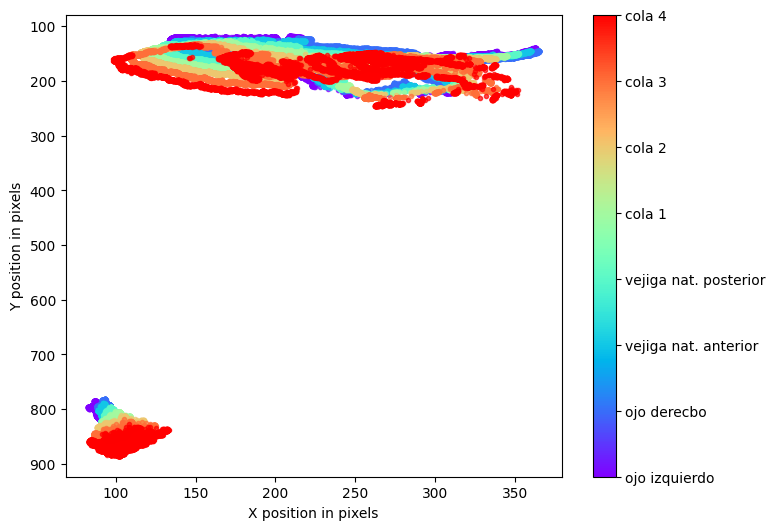 100
200
300
400
500
600
700
800
900
Y position in pixels
100
150
200
250
300
350
X position in pixels
cola 4
cola 3
cola 2
cola 1
vejiga nat. posterior
vejiga nat. anterior
ojo derecbo
ojo izquierdo